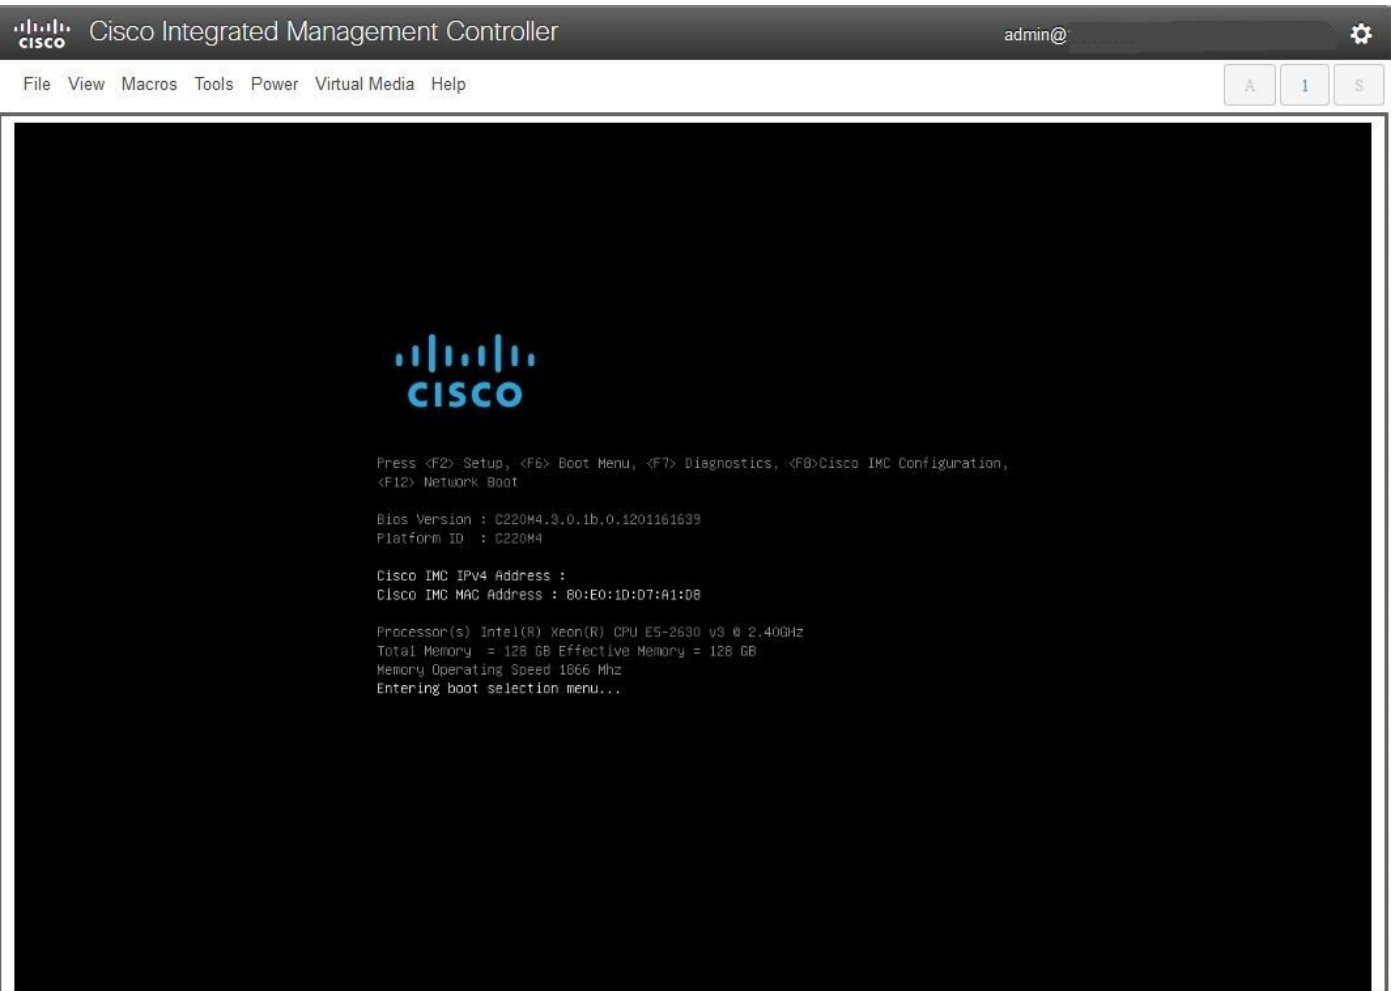 CISCO Cisco Integrated Management Controller admin@
File View Macros Tools Power Virtual Media Help A 1 S
CISCO
Press <F2> Setup, <F6> Boot Menu, <F7> Diagnostics, <F8>Cisco IMC Configuration,
<F12> Network Boot
Bios Version : C220M4.3.0.1b.0.1201161639
Platform ID : C220M4
Cisco IMC IPv4 Address :
Cisco IMC MAC Address : 80:E0:1D:D7:A1:D8
Processor(s) Intel(R) Xeon(R) CPU E5-2630 v3 @ 2.40GHz
Total Memory = 128 GB Effective Memory = 128 GB
Memory Operating Speed 1866 Mhz
Entering boot selection menu...